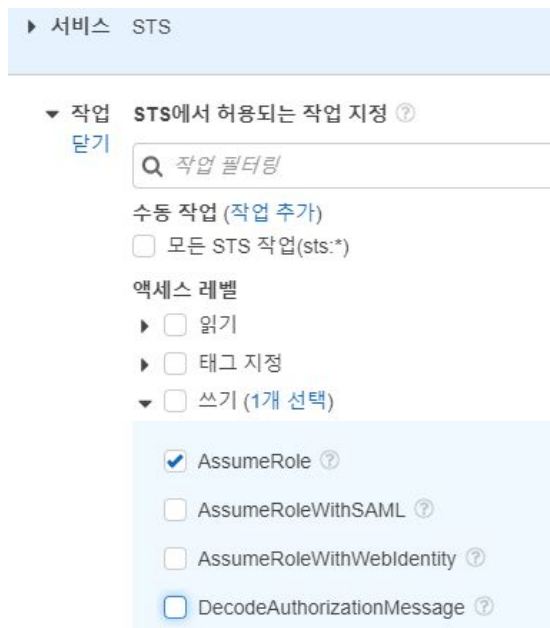 서비스 STS
작업 STS에서 허용되는 작업 지정
닫기
작업 필터링
수동 작업 (작업 추가)
모든 STS 작업(sts:*)
액세스 레벨
읽기
태그 지정
쓰기 (1개 선택)
AssumeRole
AssumeRoleWithSAML
AssumeRoleWithWebIdentity
DecodeAuthorizationMessage